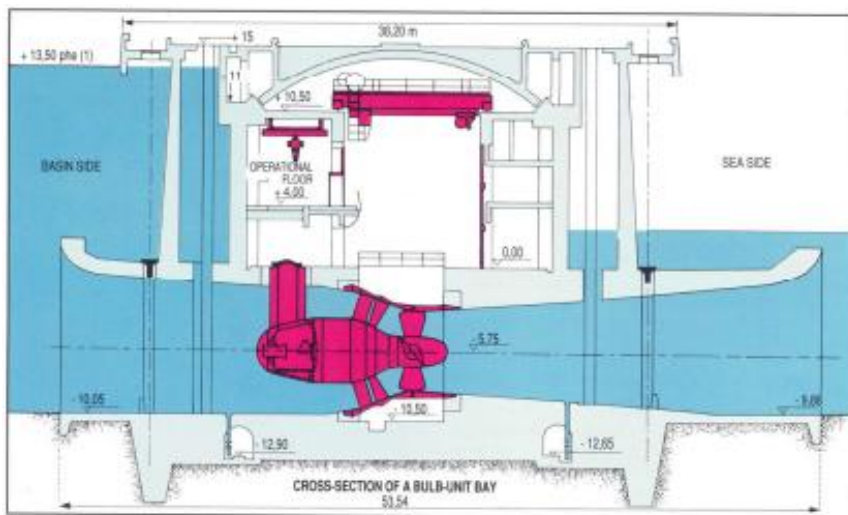 38,20 m
+ 15
+ 13,50 phe (1)
11
+ 10,50
BASIN SIDE
OPERATIONAL
FLOOR
+ 4,00
SEA SIDE
0,00
- 5,75
- 10,05
- 10,50
- 9,86
- 12,90
- 12,65
CROSS-SECTION OF A BULB-UNIT BAY
53,54